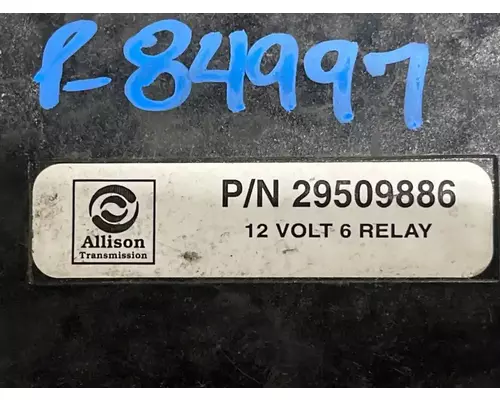 P-84997
P/N 29509886
12 VOLT 6 RELAY
Allison
Transmission